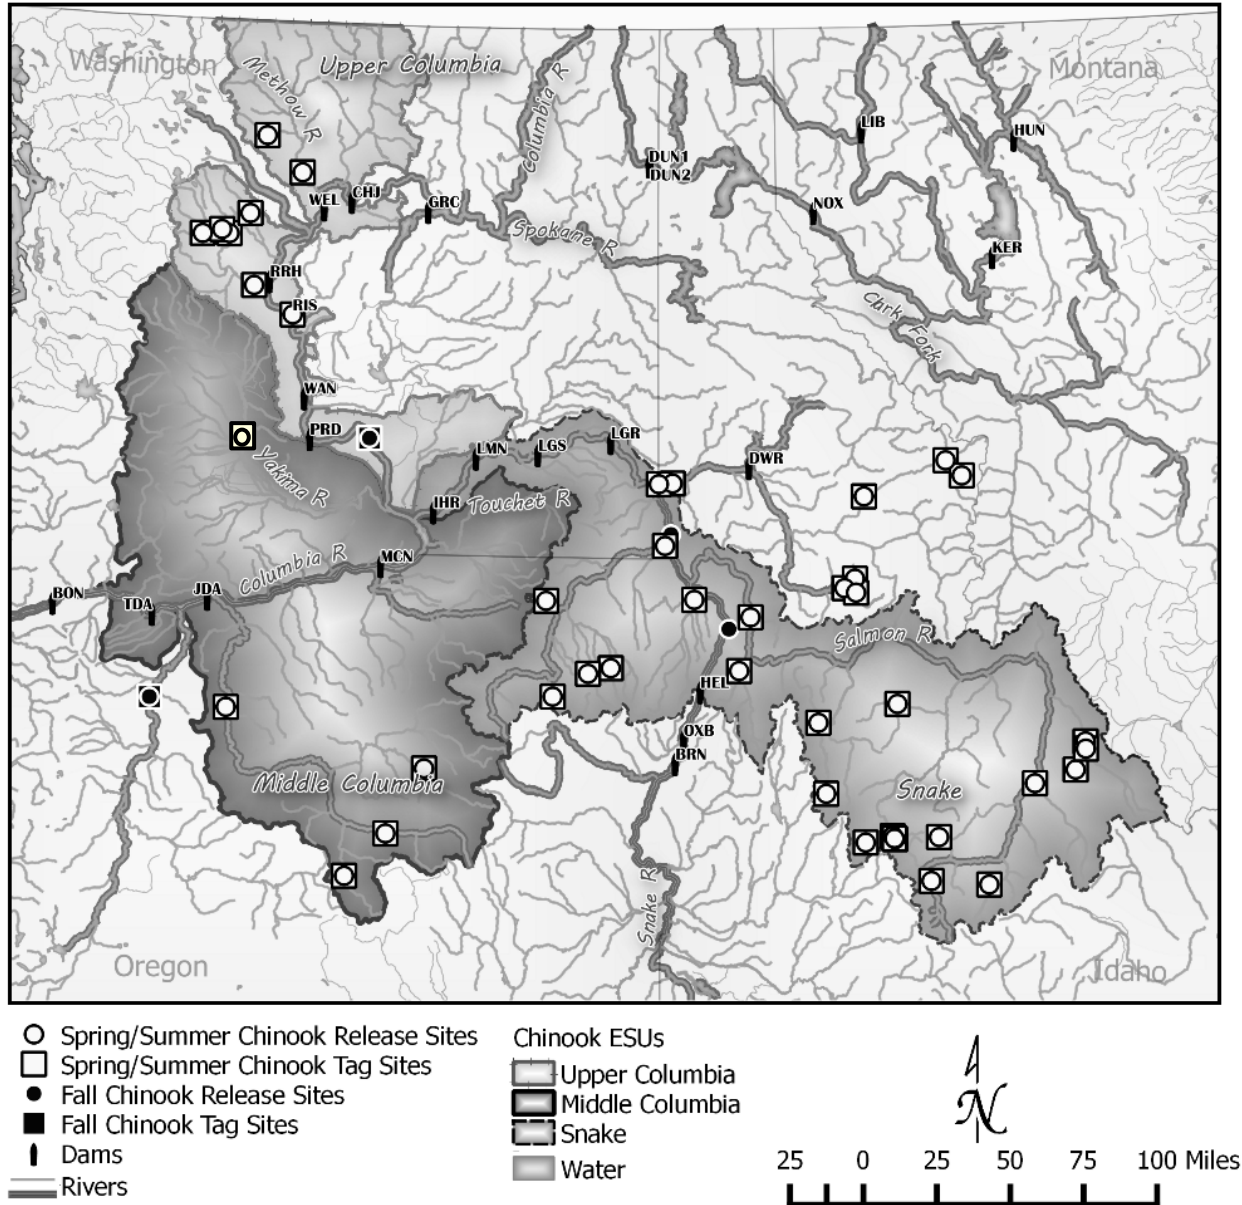 Washington
Methow R
Upper Columbia
Columbia R
Montana
LIB
HUN
DUN1
DUN2
WEL
CHJ
GRC
NOX
Spokane R
KER
RRH
RIS
Clark Fork
WAN
PRD
LMN
LGS
LGR
DWR
Yakima R
IHR
Touchet R
MCN
Columbia R
BON
TDA
JDA
Salmon R
HEL
OXB
BRN
Middle Columbia
Snake
Snake R
Oregon
Idaho
Spring/Summer Chinook Release Sites
Spring/Summer Chinook Tag Sites
Fall Chinook Release Sites
Fall Chinook Tag Sites
Dams
Rivers
Chinook ESUs
Upper Columbia
Middle Columbia
Snake
Water
N
25 0 25 50 75 100 Miles